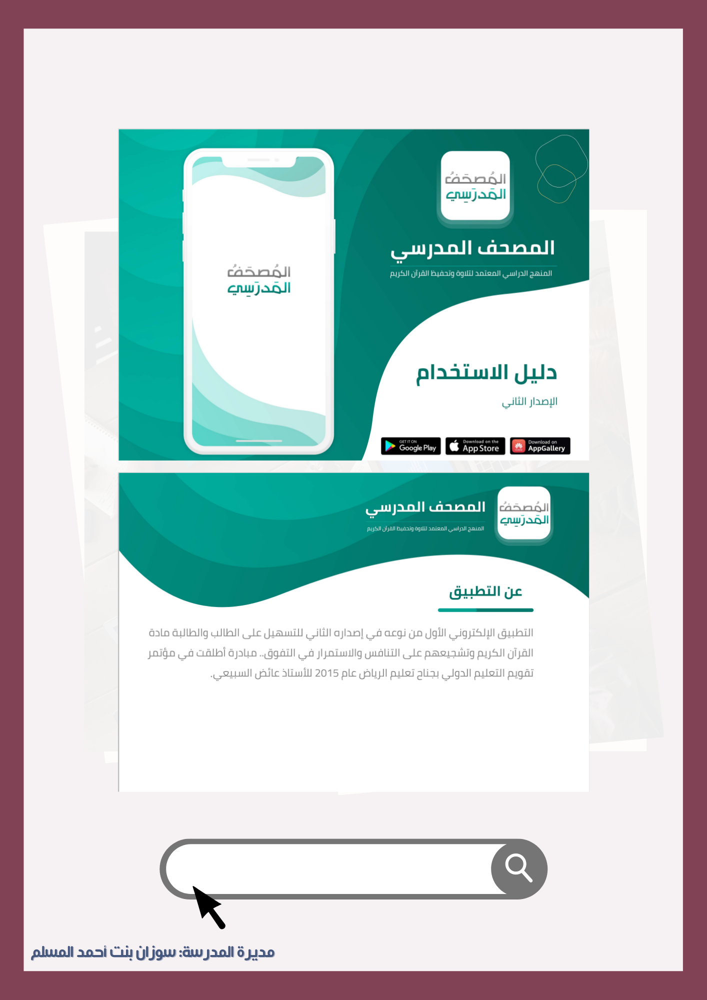 المُصحَفُ
المَدرَسِي
المصحف المدرسي
المنهج الدراسي المعتمد لتلاوة وتحفيظ القرآن الكريم
المُصحَفُ
المَدرَسِي
دليل الاستخدام
الإصدار الثاني
GET IT ON
Google Play
Download on the
App Store
Download on
AppGallery
المُصحَفُ
المَدرَسِي
المصحف المدرسي
المنهج الدراسي المعتمد لتلاوة وتحفيظ القرآن الكريم
عن التطبيق
التطبيق الإلكتروني الأول من نوعه في إصداره الثاني للتسهيل على الطالب والطالبة مادة
القرآن الكريم وتشجيعهم على التنافس والاستمرار في التفوق.. مبادرة أطلقت في مؤتمر
تقويم التعليم الدولي بجناح تعليم الرياض عام 2015 للأستاذ عائض السبيعي.
مديرة المدرسة: سوزان بنت أحمد المسلم